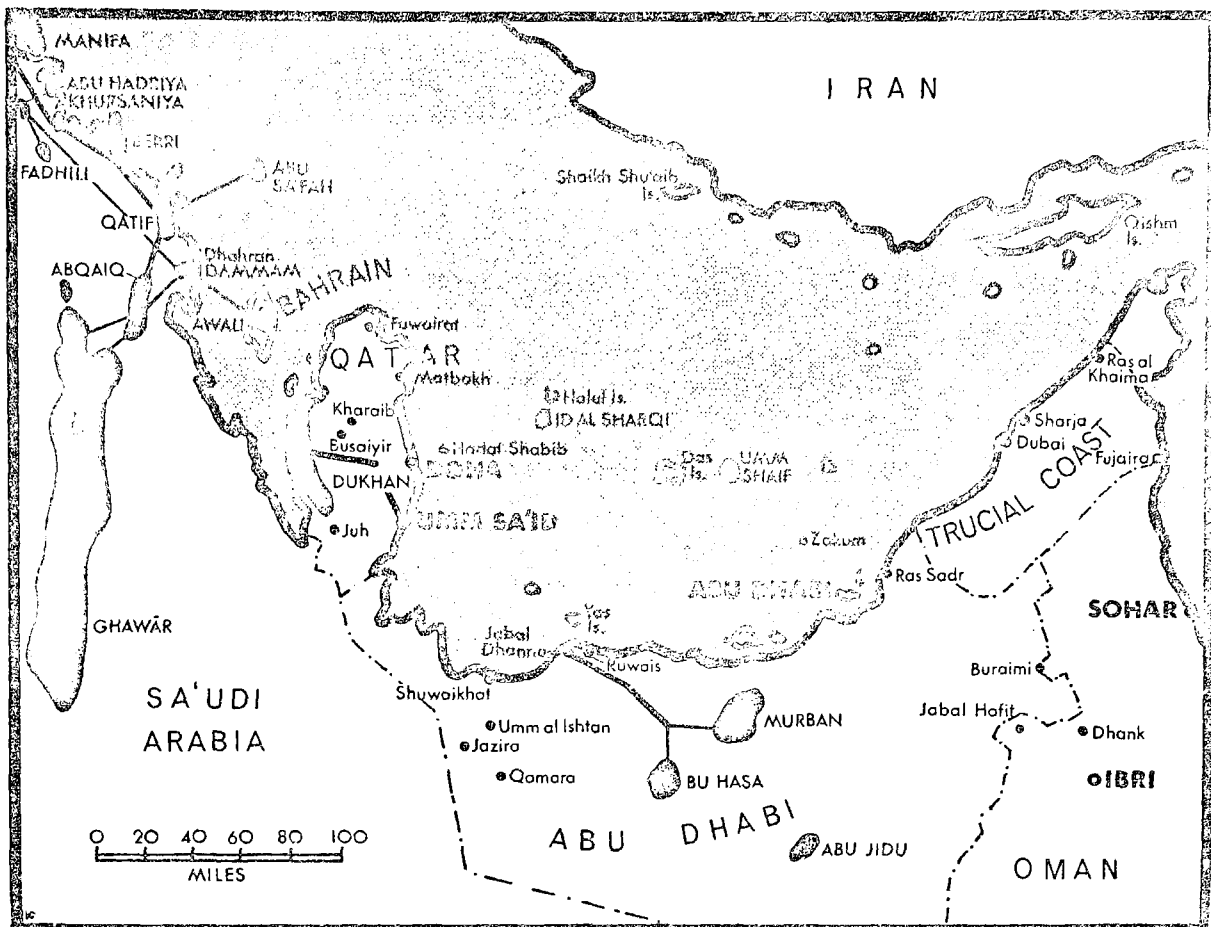 MANIFA
IRAN
ABU HADRIYA
KHURSANIYA
FADHILI
ABU
SA'FAH
Shaikh Shu'aib
Is.
QATIF
Qishm
Is.
Dhahran
DAMMAM
ABQAIQ
BAHRAIN
AWALI
Fuwairat
QATAR
Matbakh
Ras al
Khaima
Halul Is.
ID AL SHARQI
Kharaib
Sharja
Dubai
Busaiyir
Das
Is.
UMM
SHAIF
Fujaira
DOHA
DUKHAN
TRUCIAL COAST
UMM SA'ID
Juh
Zakum
ABU DHABI
Ras Sadr
SOHAR
GHAWĀR
Yas
Is.
Jabal
Dhanna
Ruwais
Buraimi
SA'UDI
ARABIA
Shuwaikhat
MURBAN
Jabal Hafit
Dhank
Umm al Ishtan
Jazira
Qamara
BU HASA
IBRI
ABU DHABI
ABU JIDU
OMAN
0 20 40 60 80 100
MILES